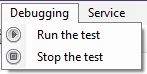 Debugging Service
Run the test
Stop the test